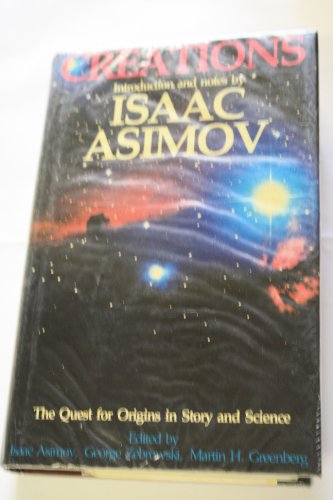 CREATIONS
Introduction and notes by
ISAAC
ASIMOV
The Quest for Origins in Story and Science
Edited by
Isaac Asimov, George Zebrowski, Martin H. Greenberg